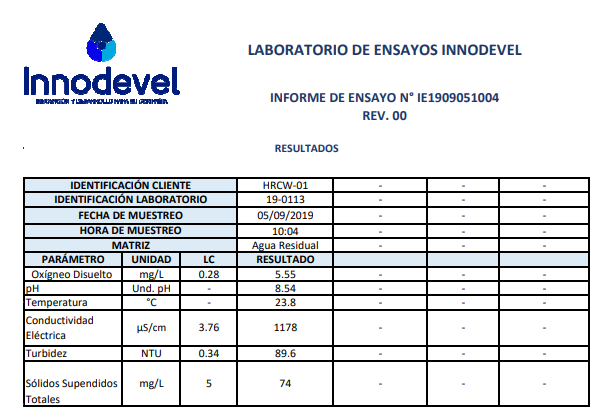 LABORATORIO DE ENSAYOS INNODEVEL
Innodevel
INFORME DE ENSAYO N° IE1909051004
REV. 00
RESULTADOS
IDENTIFICACIÓN CLIENTE HRCW-01 - - -
IDENTIFICACIÓN LABORATORIO 19-0113 - - -
FECHA DE MUESTREO 05/09/2019 - - -
HORA DE MUESTREO 10:04 - - -
MATRIZ Agua Residual - - -
PARÁMETRO UNIDAD LC RESULTADO
Oxígneo Disuelto mg/L 0.28 5.55 - - -
pH Und. pH - 8.54 - - -
Temperatura °C - 23.8 - - -
Conductividad
Eléctrica µS/cm 3.76 1178 - - -
Turbidez NTU 0.34 89.6 - - -
Sólidos Supendidos
Totales mg/L 5 74 - - -